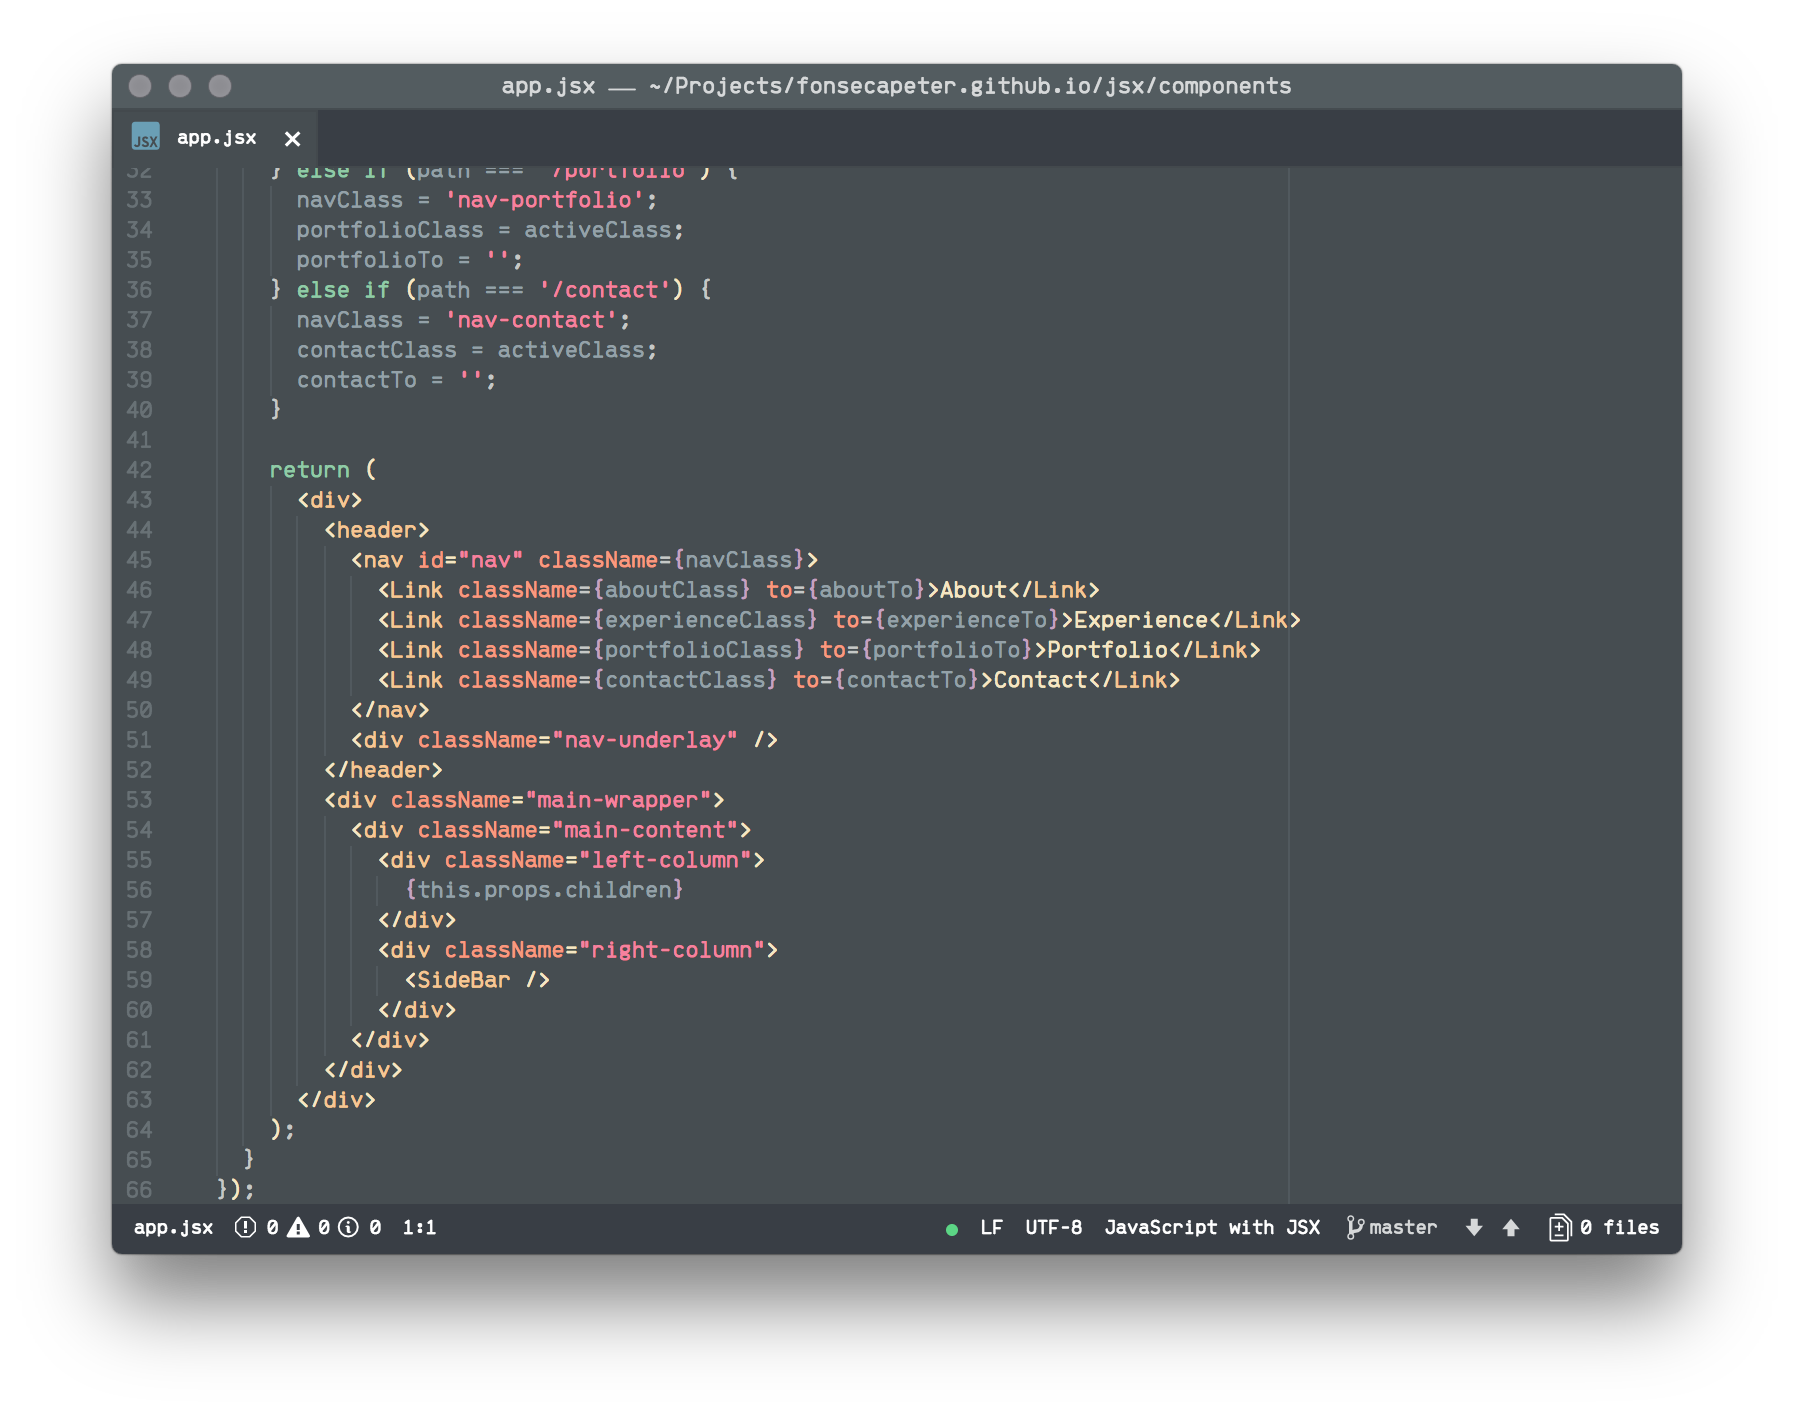 app.jsx — ~/Projects/fonsecapeter.github.io/jsx/components
JSX app.jsx ×
32 } else if (path === '/portfolio') {
33 navClass = 'nav-portfolio';
34 portfolioClass = activeClass;
35 portfolioTo = '';
36 } else if (path === '/contact') {
37 navClass = 'nav-contact';
38 contactClass = activeClass;
39 contactTo = '';
40 }
41
42 return (
43 <div>
44 <header>
45 <nav id="nav" className={navClass}>
46 <Link className={aboutClass} to={aboutTo}>About</Link>
47 <Link className={experienceClass} to={experienceTo}>Experience</Link>
48 <Link className={portfolioClass} to={portfolioTo}>Portfolio</Link>
49 <Link className={contactClass} to={contactTo}>Contact</Link>
50 </nav>
51 <div className="nav-underlay" />
52 </header>
53 <div className="main-wrapper">
54 <div className="main-content">
55 <div className="left-column">
56 {this.props.children}
57 </div>
58 <div className="right-column">
59 <SideBar />
60 </div>
61 </div>
62 </div>
63 </div>
64 );
65 }
66 });
app.jsx 0 0 0 1:1 LF UTF-8 JavaScript with JSX master 0 files